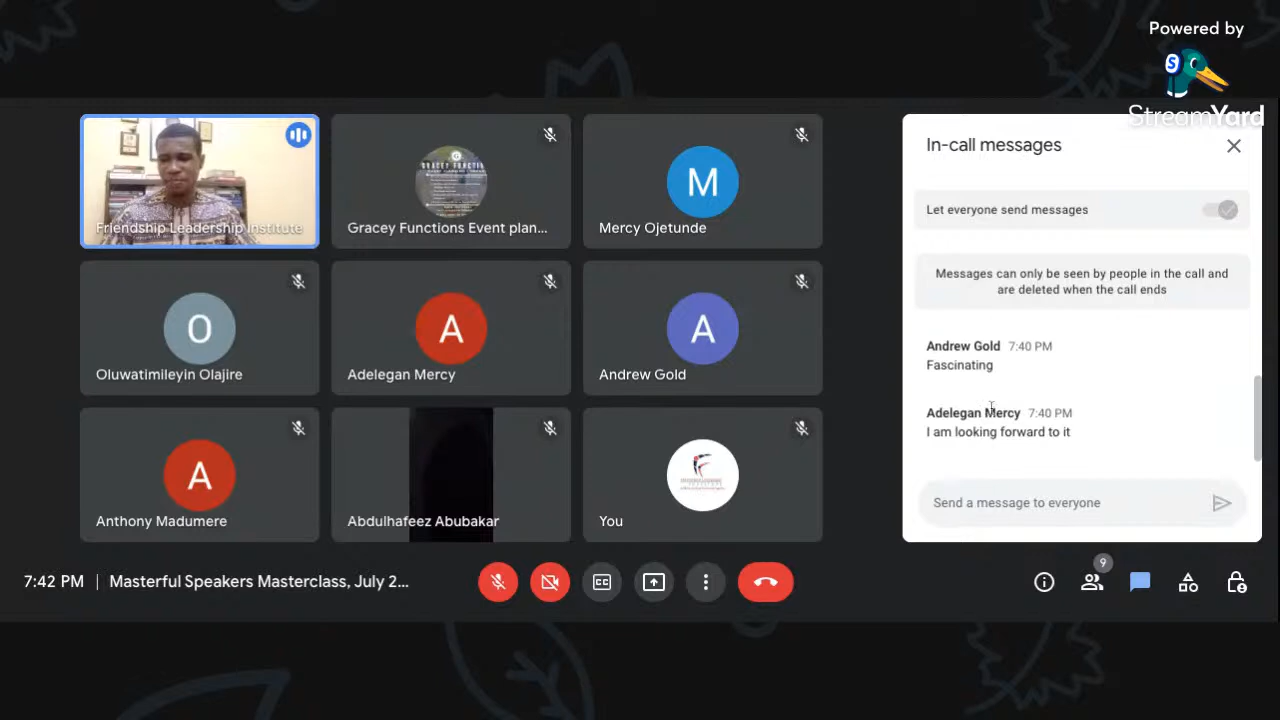 Powered by
S
StreamYard
In-call messages
Let everyone send messages
Messages can only be seen by people in the call and
are deleted when the call ends
Andrew Gold 7:40 PM
Fascinating
Adelegan Mercy 7:40 PM
I am looking forward to it
Send a message to everyone
Friendship Leadership Institute
GRACEY FUNCTI
Gracey Functions Event plan...
M
Mercy Ojetunde
O
Oluwatimileyin Olajire
A
Adelegan Mercy
A
Andrew Gold
A
Anthony Madumere
Abdulhafeez Abubakar
You
7:42 PM | Masterful Speakers Masterclass, July 2...
CC
9